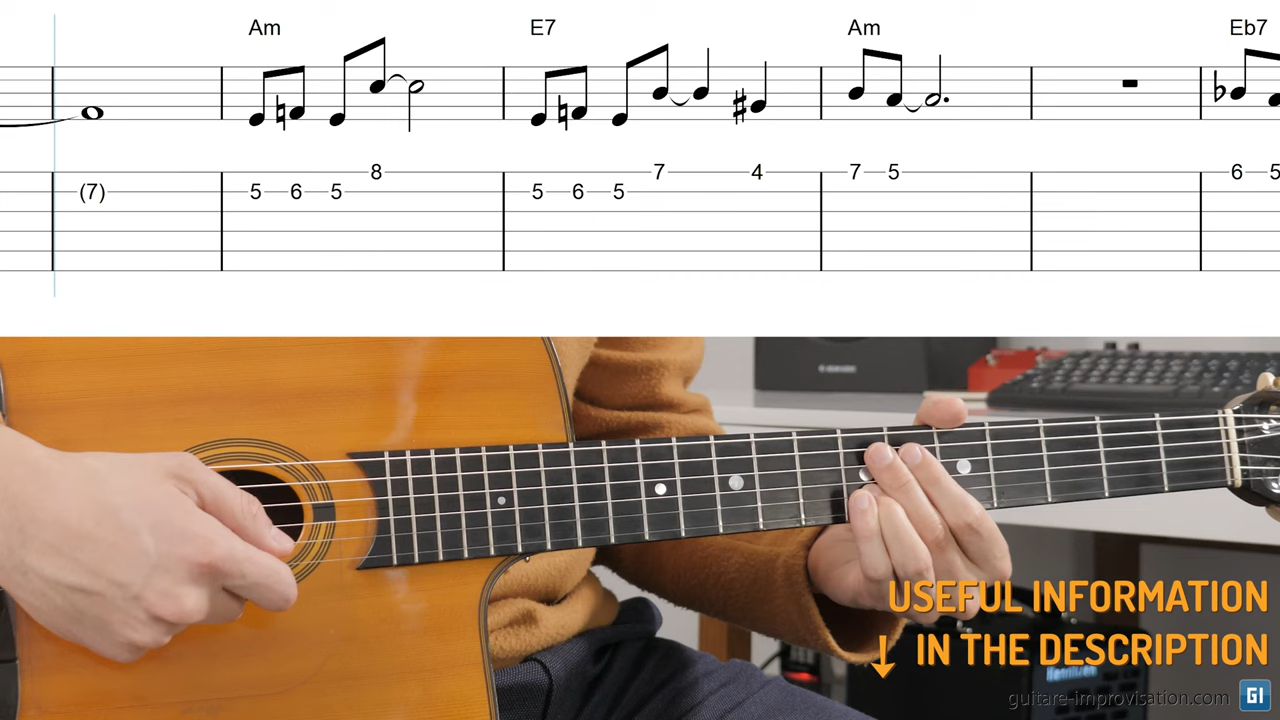 Am E7 Am Eb7
8 7 4 7 5 6 5
(7) 5 6 5 5 6 5
USEFUL INFORMATION
↓ IN THE DESCRIPTION
guitare-improvisation.com GI